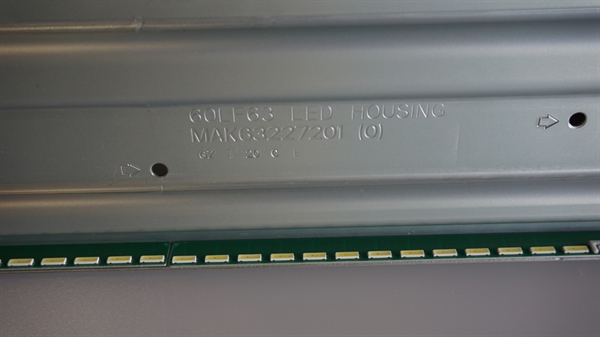 60LF63 LED HOUSING
MAK63227201 (0)